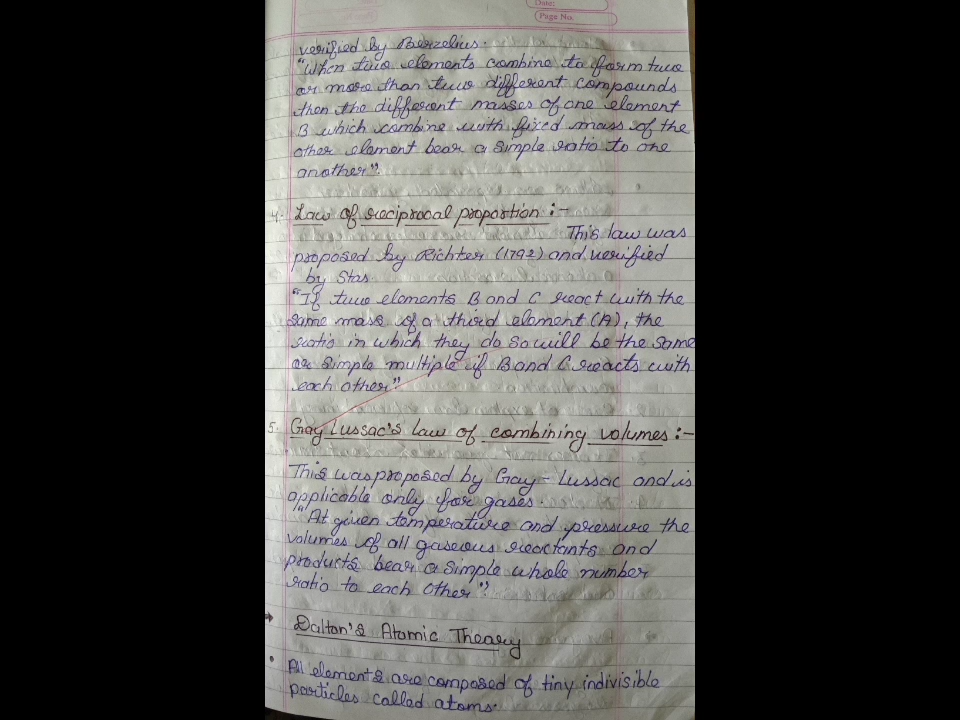 Date:
Page No.
verified by Berzelius.
"When two elements combine to form two
or more than two different compounds
then the different masses of one element
B which combine with fixed mass of the
other element bear a simple ratio to one
another".
4. Law of reciprocal proportion :-
This law was
proposed by Richter (1792) and verified
by Stas.
"If two elements B and C react with the
same mass of a third element (A), the
ratio in which they do so will be the same
or simple multiple if B and C reacts with
each other"
5. Gay Lussac's law of combining volumes :-
This was proposed by Gay-Lussac and is
applicable only for gases.
"At given temperature and pressure the
volumes of all gaseous reactants and
products bear a simple whole number
ratio to each other"
→ Dalton's Atomic Theory
• All elements are composed of tiny indivisible
particles called atoms.